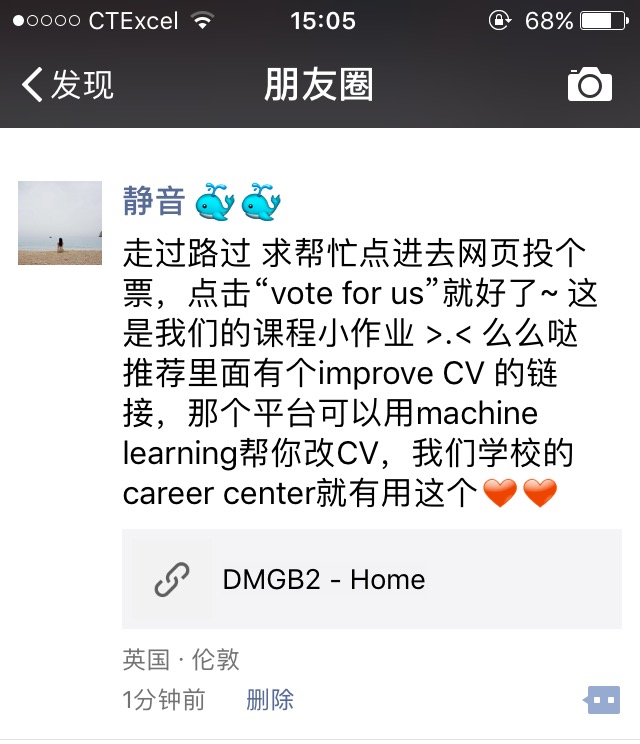 CTExcel 15:05 68%
发现 朋友圈
静音 🐳🐳
走过路过 求帮忙点进去网页投个
票，点击“vote for us”就好了~ 这
是我们的课程小作业 >.< 么么哒
推荐里面有个improve CV 的链
接，那个平台可以用machine
learning帮你改CV，我们学校的
career center就有用这个❤️❤️
DMGB2 - Home
英国 · 伦敦
1分钟前 删除